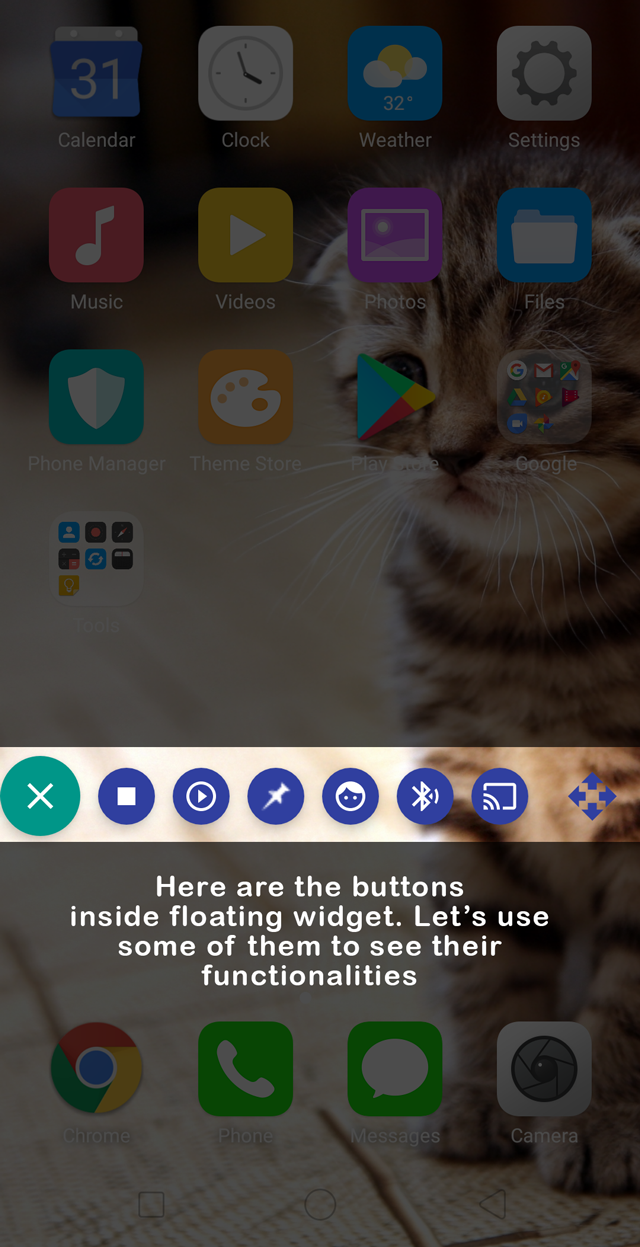 31
32°
Calendar Clock Weather Settings
Music Videos Photos Files
Phone Manager Theme Store Play Store Google
Tools
Here are the buttons
inside floating widget. Let’s use
some of them to see their
functionalities
Chrome Phone Messages Camera